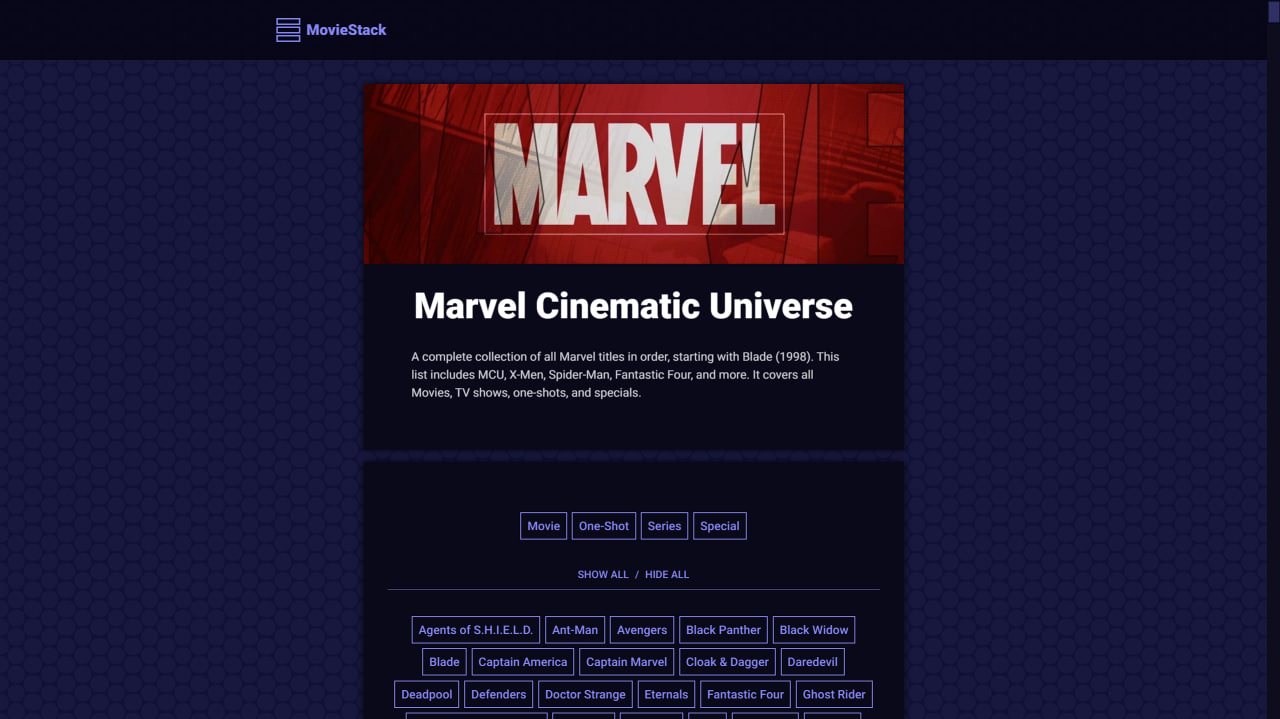 MovieStack
MARVEL
Marvel Cinematic Universe
A complete collection of all Marvel titles in order, starting with Blade (1998). This
list includes MCU, X-Men, Spider-Man, Fantastic Four, and more. It covers all
Movies, TV shows, one-shots, and specials.
Movie One-Shot Series Special
SHOW ALL / HIDE ALL
Agents of S.H.I.E.L.D. Ant-Man Avengers Black Panther Black Widow
Blade Captain America Captain Marvel Cloak & Dagger Daredevil
Deadpool Defenders Doctor Strange Eternals Fantastic Four Ghost Rider